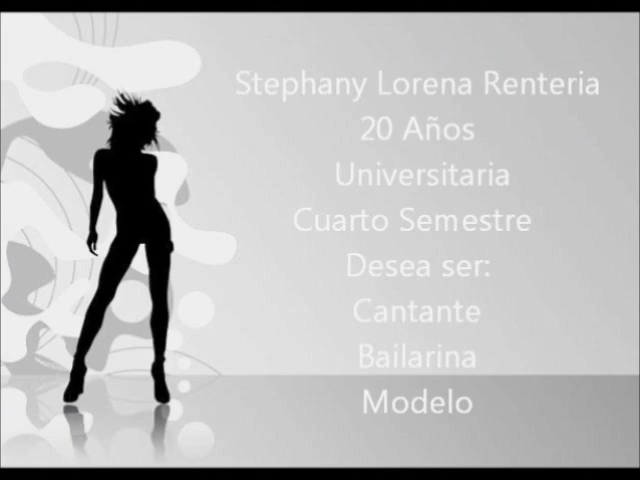 Stephany Lorena Renteria
20 Años
Universitaria
Cuarto Semestre
Desea ser:
Cantante
Bailarina
Modelo